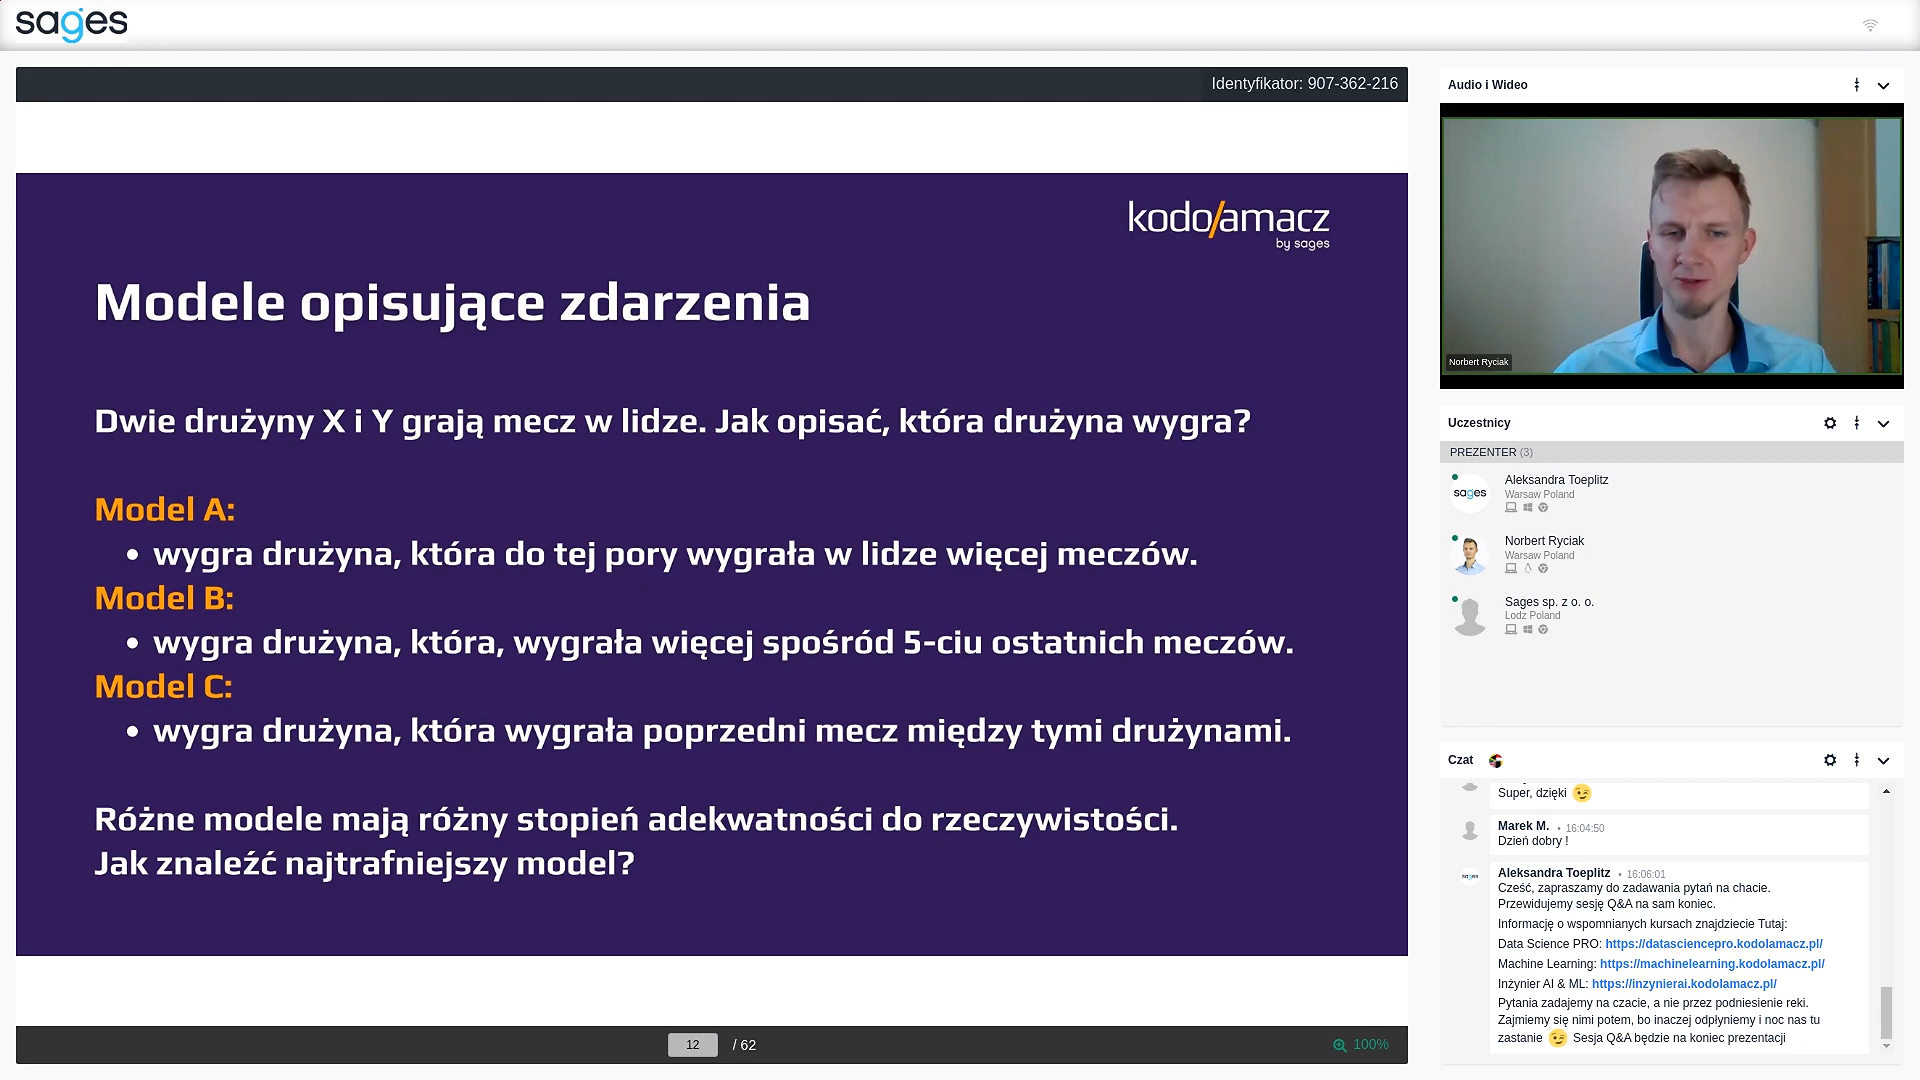 sages
Identyfikator: 907-362-216
kodołamacz
by sages
Modele opisujące zdarzenia
Dwie drużyny X i Y grają mecz w lidze. Jak opisać, która drużyna wygra?
Model A:
• wygra drużyna, która do tej pory wygrała w lidze więcej meczów.
Model B:
• wygra drużyna, która, wygrała więcej spośród 5-ciu ostatnich meczów.
Model C:
• wygra drużyna, która wygrała poprzedni mecz między tymi drużynami.
Różne modele mają różny stopień adekwatności do rzeczywistości.
Jak znaleźć najtrafniejszy model?
12 / 62
100%
Audio i Wideo
Norbert Ryciak
Uczestnicy
PREZENTER (3)
sages
Aleksandra Toeplitz
Warsaw Poland
Norbert Ryciak
Warsaw Poland
Sages sp. z o. o.
Lodz Poland
Czat
Super, dzięki 😉
Marek M. • 16:04:50
Dzień dobry !
sages
Aleksandra Toeplitz • 16:06:01
Cześć, zapraszamy do zadawania pytań na chacie.
Przewidujemy sesję Q&A na sam koniec.
Informację o wspomnianych kursach znajdziecie Tutaj:
Data Science PRO: https://datasciencepro.kodolamacz.pl/
Machine Learning: https://machinelearning.kodolamacz.pl/
Inżynier AI & ML: https://inzynierai.kodolamacz.pl/
Pytania zadajemy na czacie, a nie przez podniesienie reki.
Zajmiemy się nimi potem, bo inaczej odpłyniemy i noc nas tu
zastanie 😉 Sesja Q&A będzie na koniec prezentacji